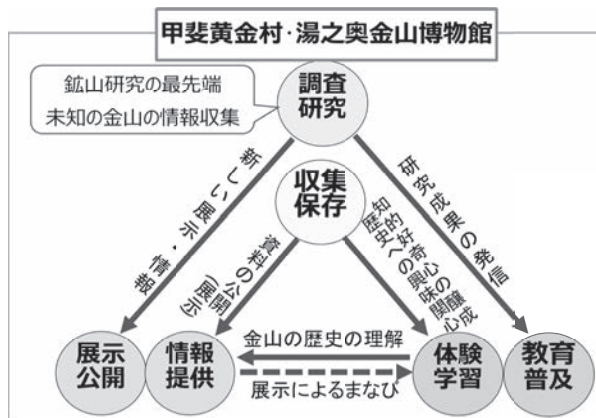 甲斐黄金村・湯之奥金山博物館
鉱山研究の最先端
未知の金山の情報収集
調査
研究
収集
保存
新しい展示・情報
資料の公開
(展示)
知的好奇心の醸成
歴史への興味関心
研究成果の発信
金山の歴史の理解
展示によるまなび
展示
公開
情報
提供
体験
学習
教育
普及